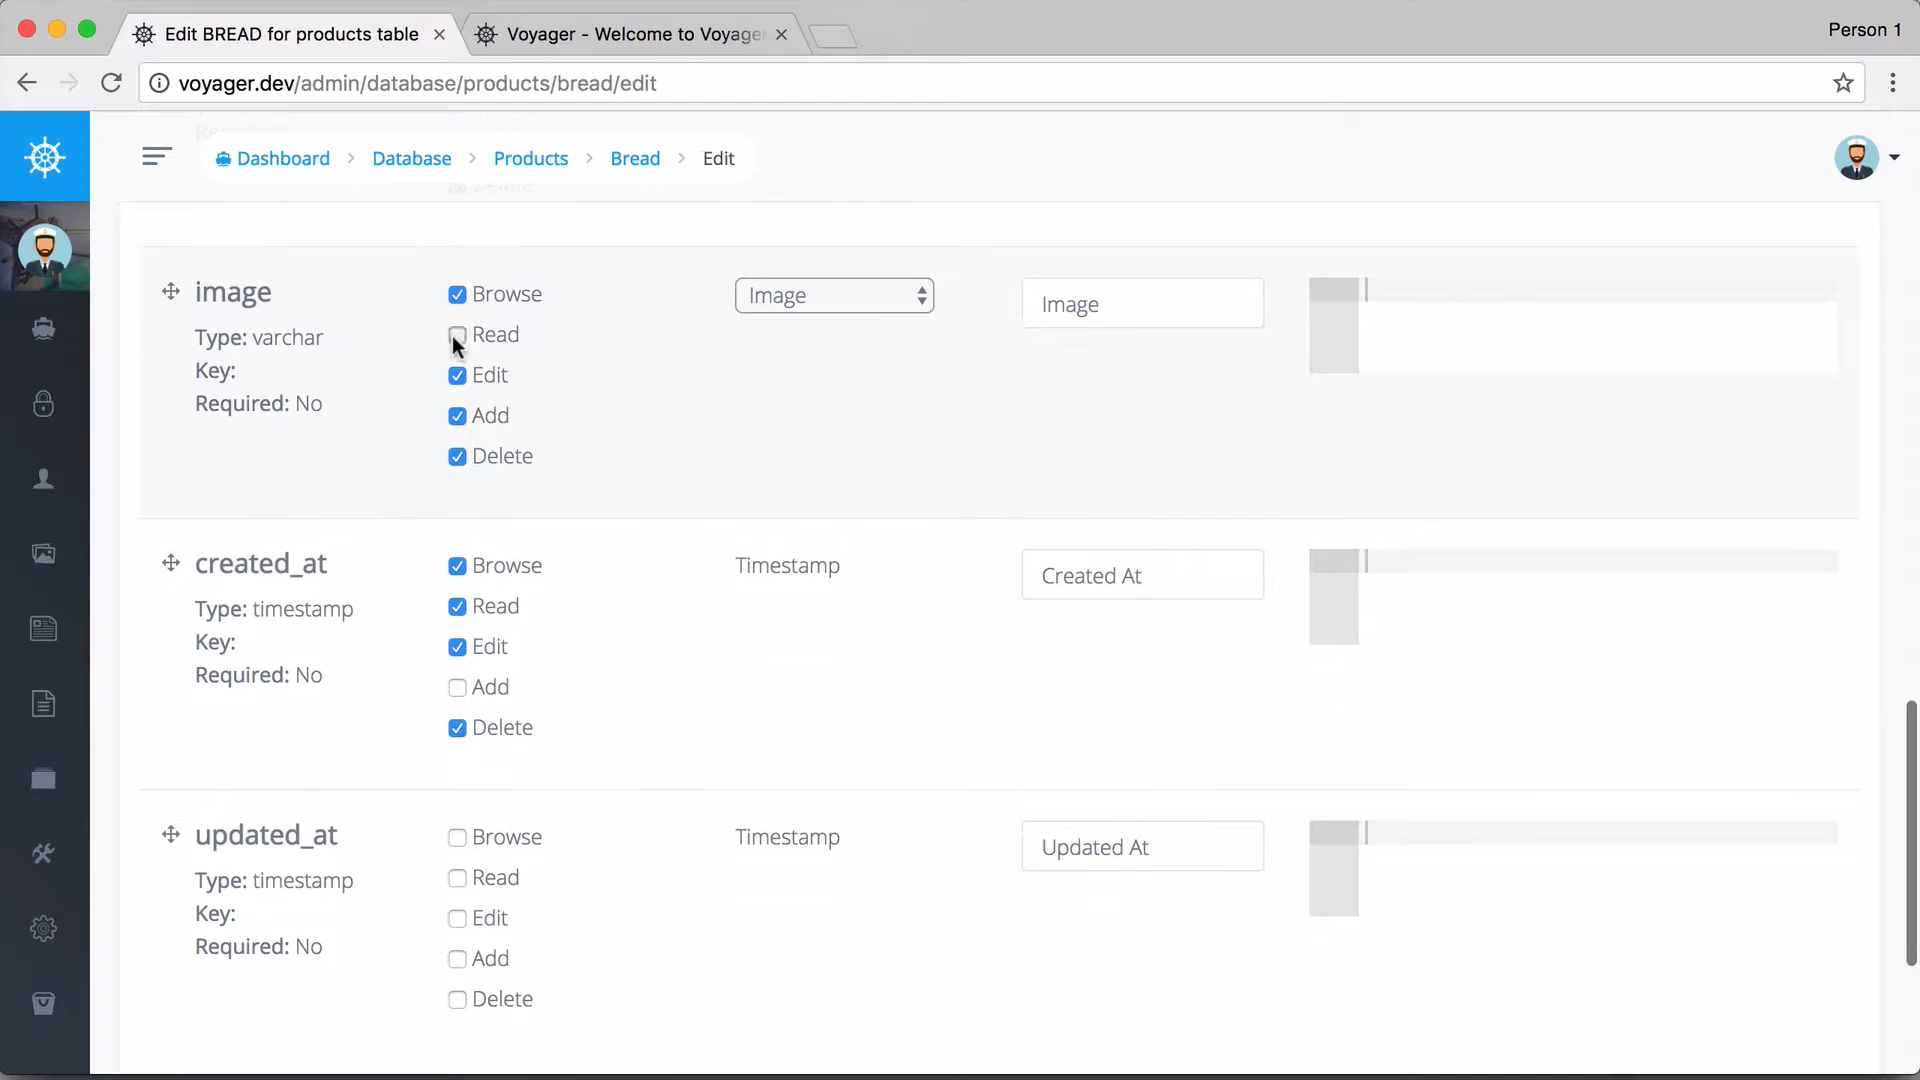 Edit BREAD for products table
Voyager - Welcome to Voyager
Person 1
voyager.dev/admin/database/products/bread/edit
Dashboard > Database > Products > Bread > Edit
image
Type: varchar
Key:
Required: No
Browse
Read
Edit
Add
Delete
Image
Image
created_at
Type: timestamp
Key:
Required: No
Browse
Read
Edit
Add
Delete
Timestamp
Created At
updated_at
Type: timestamp
Key:
Required: No
Browse
Read
Edit
Add
Delete
Timestamp
Updated At